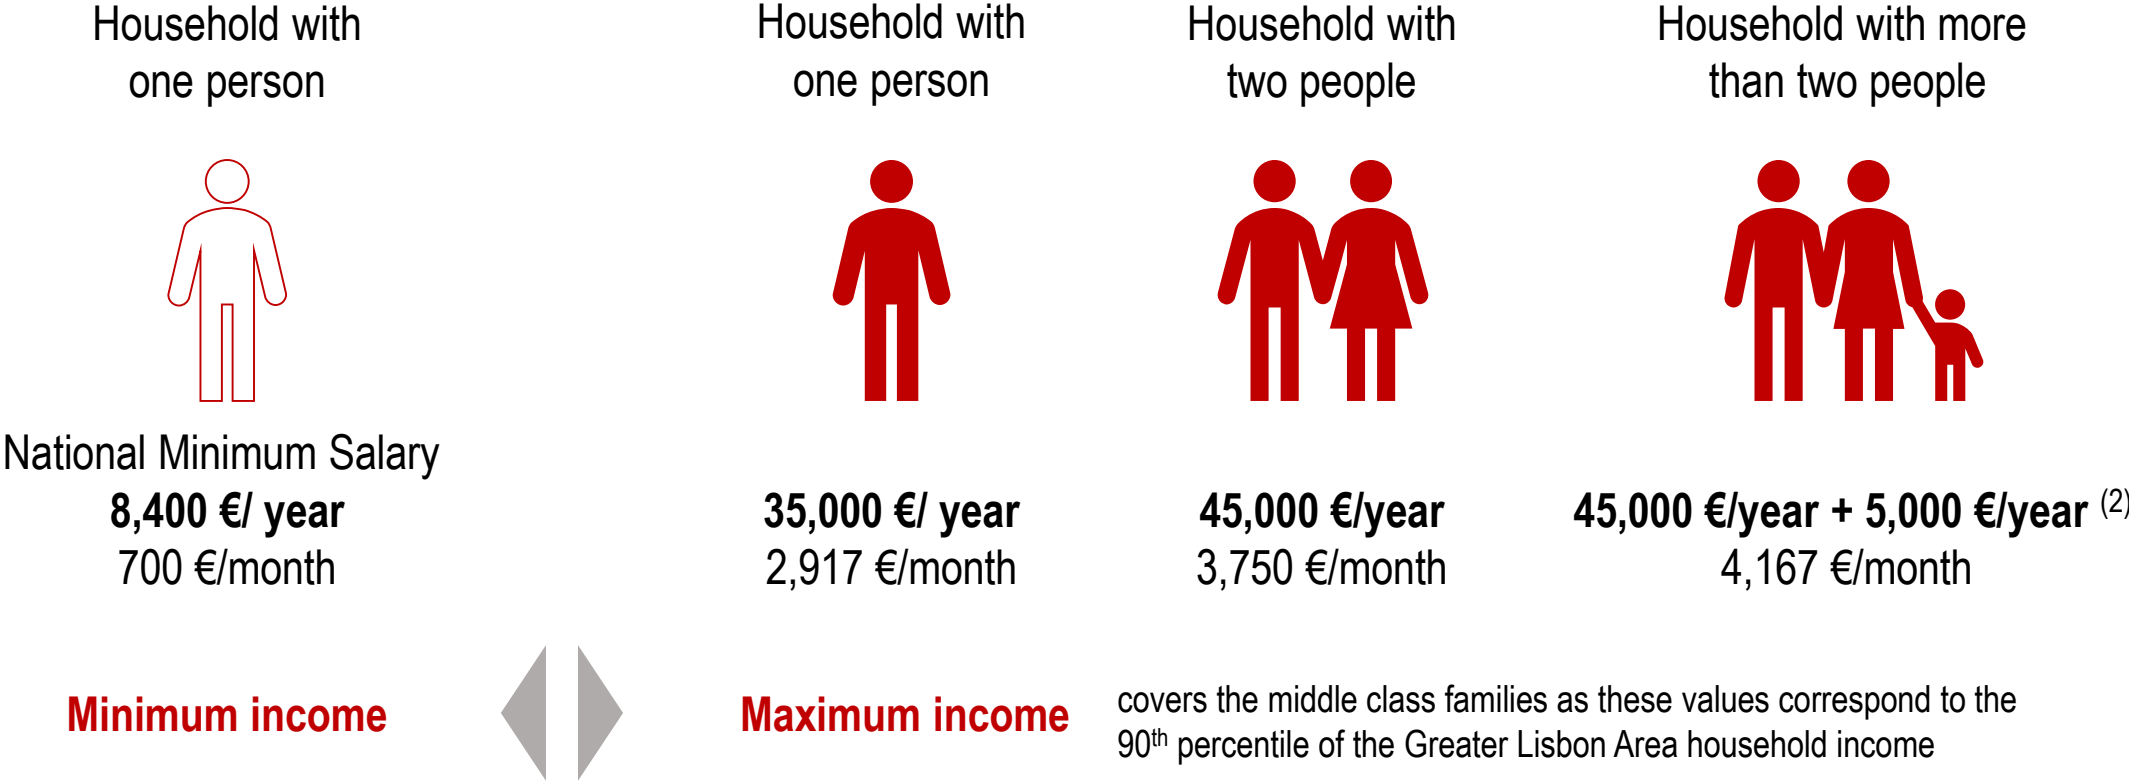 Household with
one person
National Minimum Salary
8,400 €/ year
700 €/month
Minimum income
Household with
one person
35,000 €/ year
2,917 €/month
Household with
two people
45,000 €/year
3,750 €/month
Household with more
than two people
45,000 €/year + 5,000 €/year (2)
4,167 €/month
Maximum income
covers the middle class families as these values correspond to the
90th percentile of the Greater Lisbon Area household income